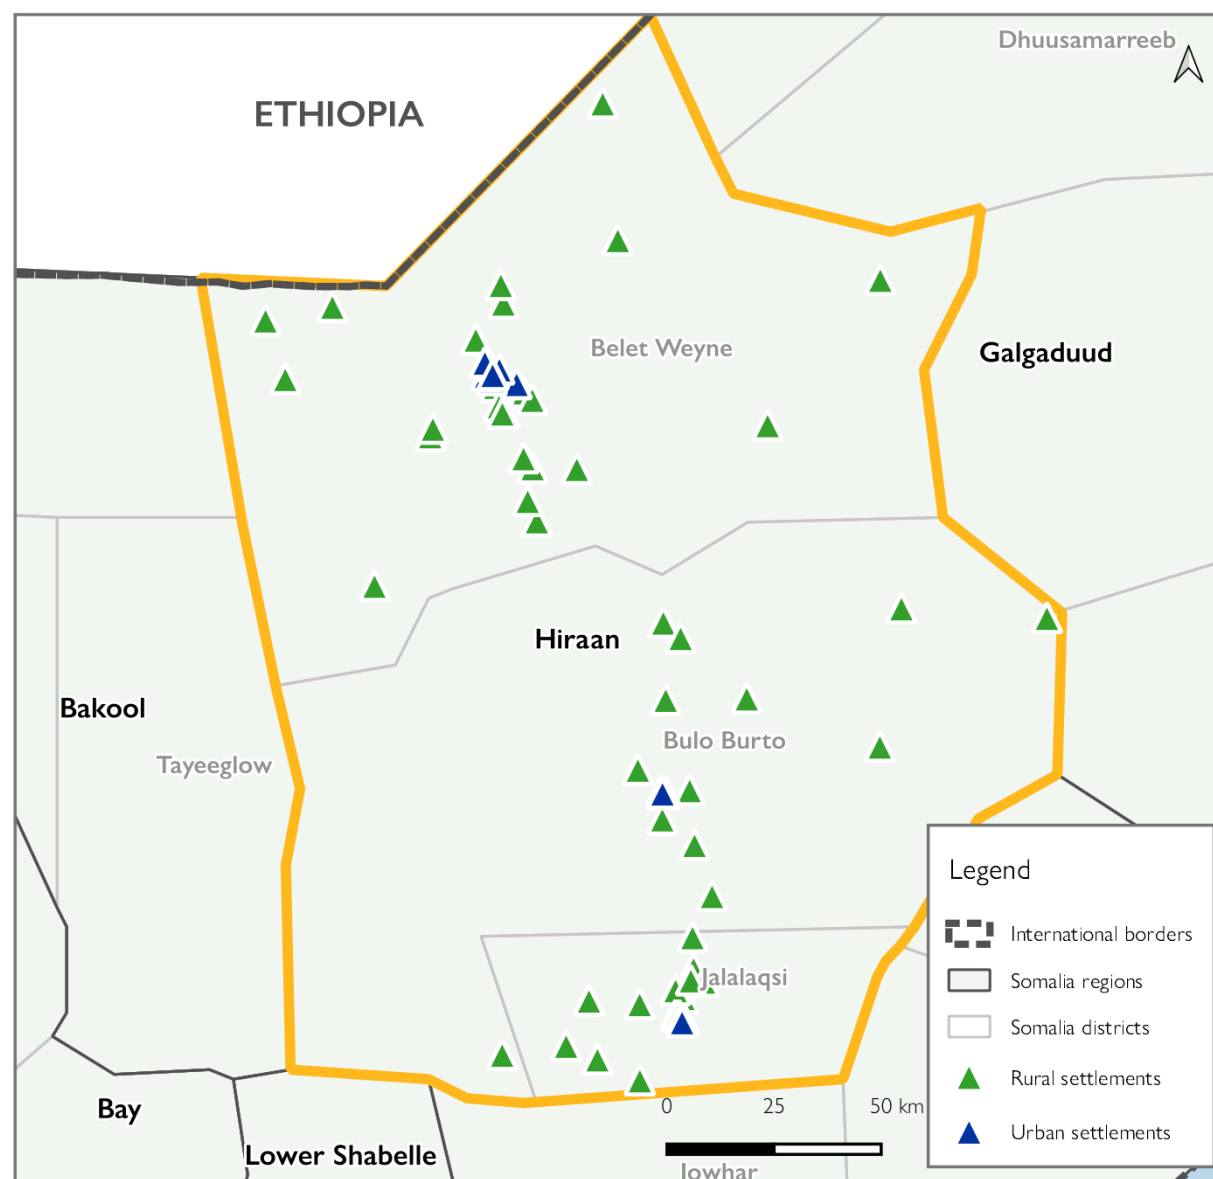 Dhuusamarreeb
ETHIOPIA
Belet Weyne
Galgaduud
Hiraan
Bakool
Bulo Burto
Tayeeglow
Jalalaqsi
Bay
Lower Shabelle
0 25 50 km
Jowhar
Legend
International borders
Somalia regions
Somalia districts
Rural settlements
Urban settlements